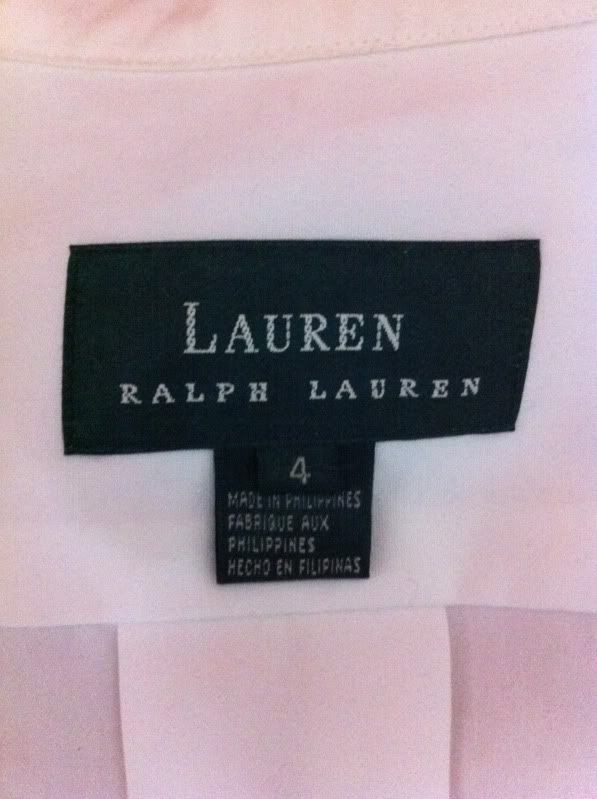 LAUREN
RALPH LAUREN
4
MADE IN PHILIPPINES
FABRIQUE AUX
PHILIPPINES
HECHO EN FILIPINAS